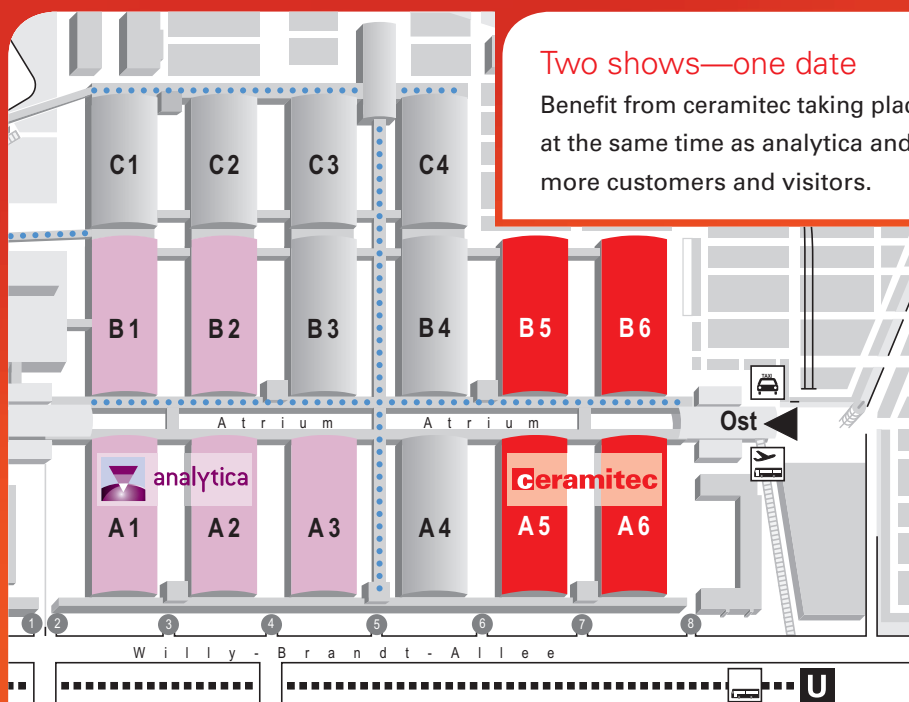 Two shows—one date
Benefit from ceramitec taking plac
at the same time as analytica and
more customers and visitors.
C1 C2 C3 C4
B1 B2 B3 B4 B5 B6
Atrium Atrium
TAXI
Ost
analytica
ceramitec
A1 A2 A3 A4 A5 A6
1 2 3 4 5 6 7 8
Willy-Brandt-Allee
U